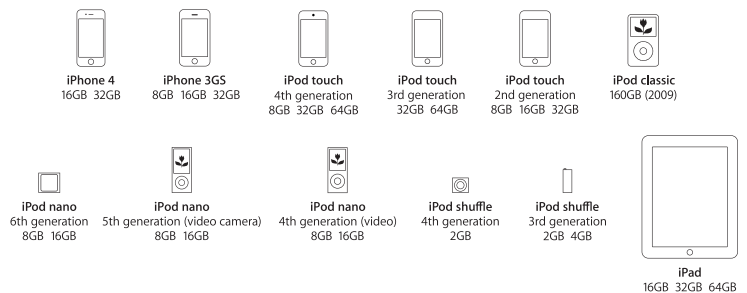 iPhone 4
16GB 32GB
iPhone 3GS
8GB 16GB 32GB
iPod touch
4th generation
8GB 32GB 64GB
iPod touch
3rd generation
32GB 64GB
iPod touch
2nd generation
8GB 16GB 32GB
iPod classic
160GB (2009)
iPod nano
6th generation
8GB 16GB
iPod nano
5th generation (video camera)
8GB 16GB
iPod nano
4th generation (video)
8GB 16GB
iPod shuffle
4th generation
2GB
iPod shuffle
3rd generation
2GB 4GB
iPad
16GB 32GB 64GB